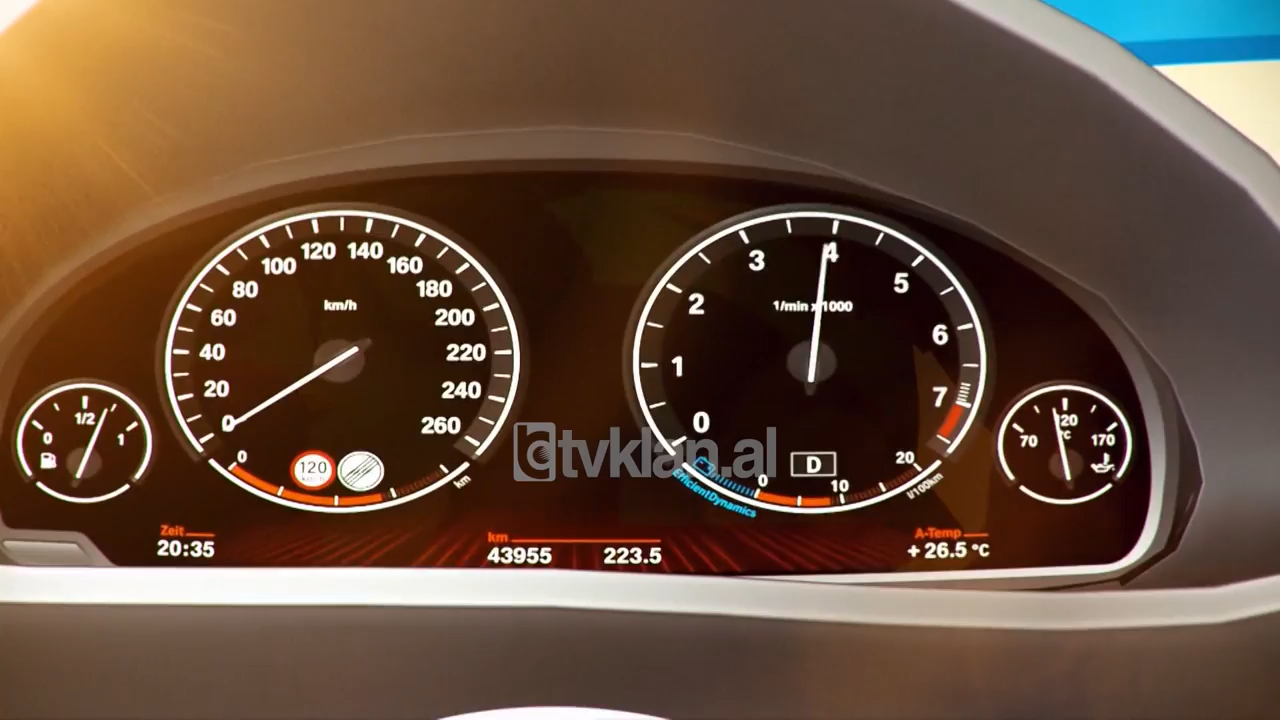 0
20
40
60
80
100
120
140
160
180
200
220
240
260
km/h
0
120
km/h
km
0
1
2
3
4
5
6
7
1/min x 1000
D
0
10
20
l/100km
EfficientDynamics
0
1/2
1
70
120
°C
170
Zeit
20:35
km
43955 223.5
A-Temp
+ 26.5 °C
tvklan.al